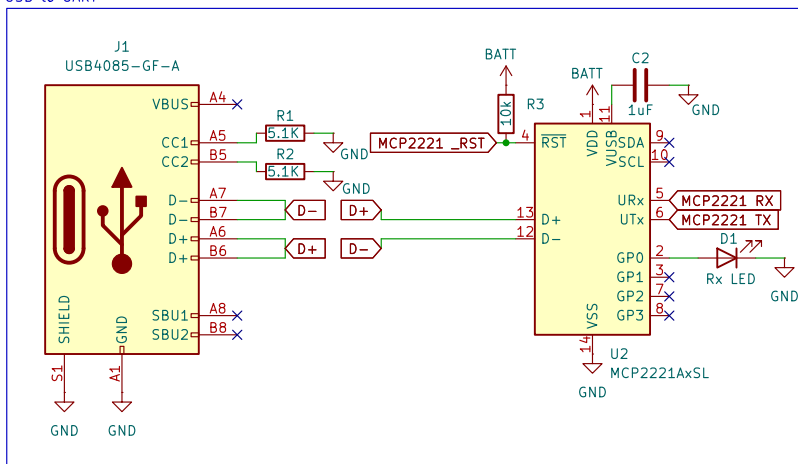 USB to UART
J1
USB4085-GF-A
VBUS A4
CC1 A5
CC2 B5
D- A7
D- B7
D+ A6
D+ B6
SBU1 A8
SBU2 B8
SHIELD
GND
S1
A1
GND
GND
R1
5.1K
GND
R2
5.1K
GND
D-
D+
D+
D-
BATT
R3
10k
MCP2221 _RST
BATT
C2
1uF
GND
1
11
4 RST
VDD
VUSB
SDA 9
SCL 10
URx 5 MCP2221 RX
UTx 6 MCP2221 TX
13 D+
12 D-
GP0 2
GP1 3
GP2 7
GP3 8
D1
Rx LED
GND
VSS
14
GND
U2
MCP2221AxSL